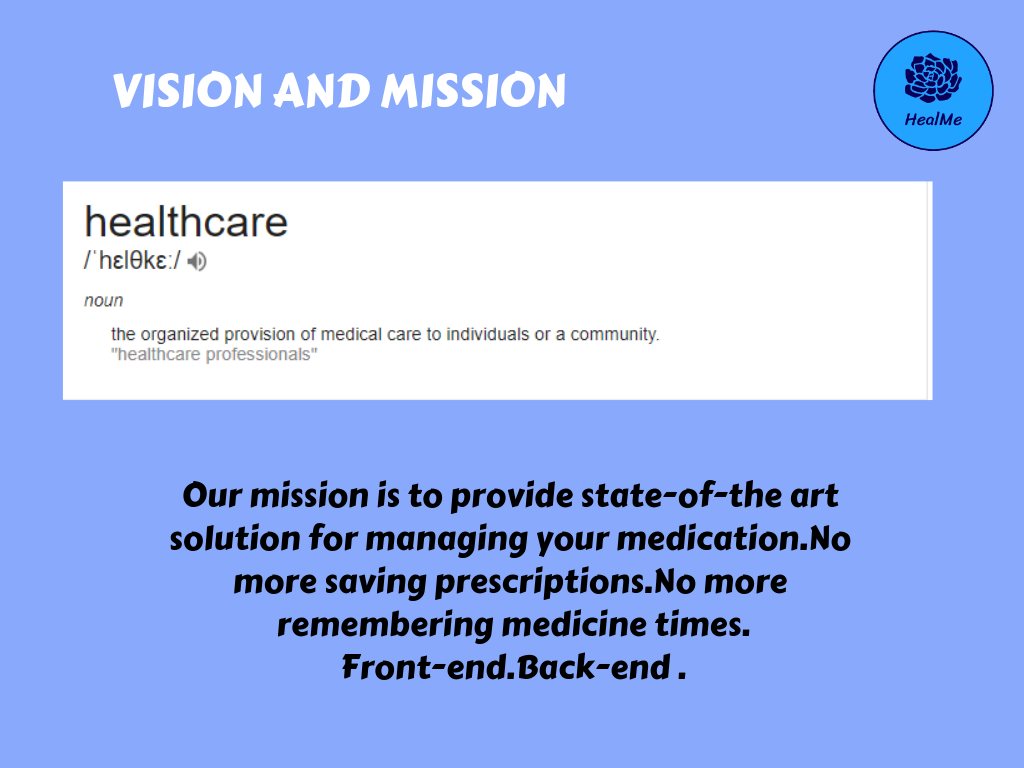 VISION AND MISSION
HealMe
healthcare
/ˈhɛlθkɛː/
noun
the organized provision of medical care to individuals or a community.
"healthcare professionals"
Our mission is to provide state-of-the art
solution for managing your medication.No
more saving prescriptions.No more
remembering medicine times.
Front-end.Back-end .